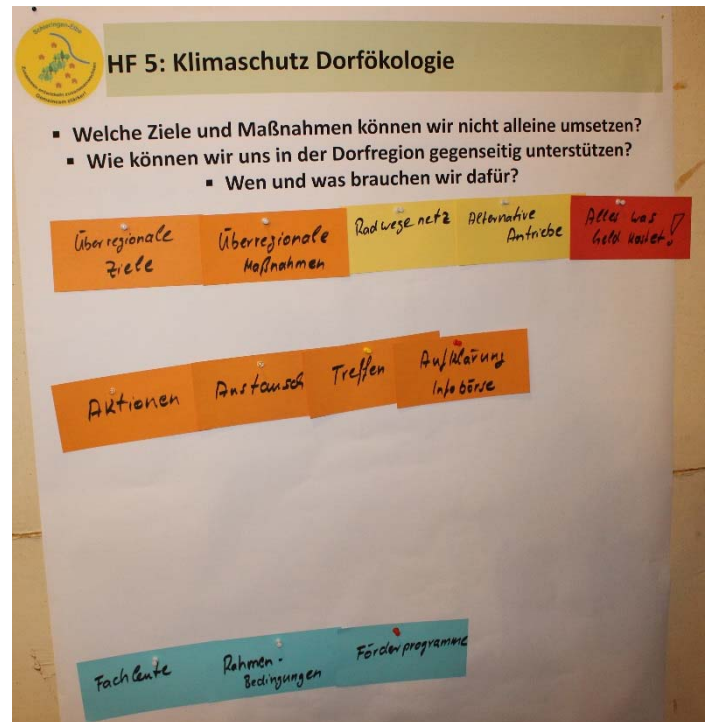 HF 5: Klimaschutz Dorfökologie
▪ Welche Ziele und Maßnahmen können wir nicht alleine umsetzen?
▪ Wie können wir uns in der Dorfregion gegenseitig unterstützen?
▪ Wen und was brauchen wir dafür?
Überregionale
Ziele
Überregionale
Maßnahmen
Radwegenetz
Alternative
Antriebe
Alles was
Geld kostet!
Aktionen
Austausch
Treffen
Aufklärung
Infobörse
Fachleute
Rahmen-
Bedingungen
Förderprogramme